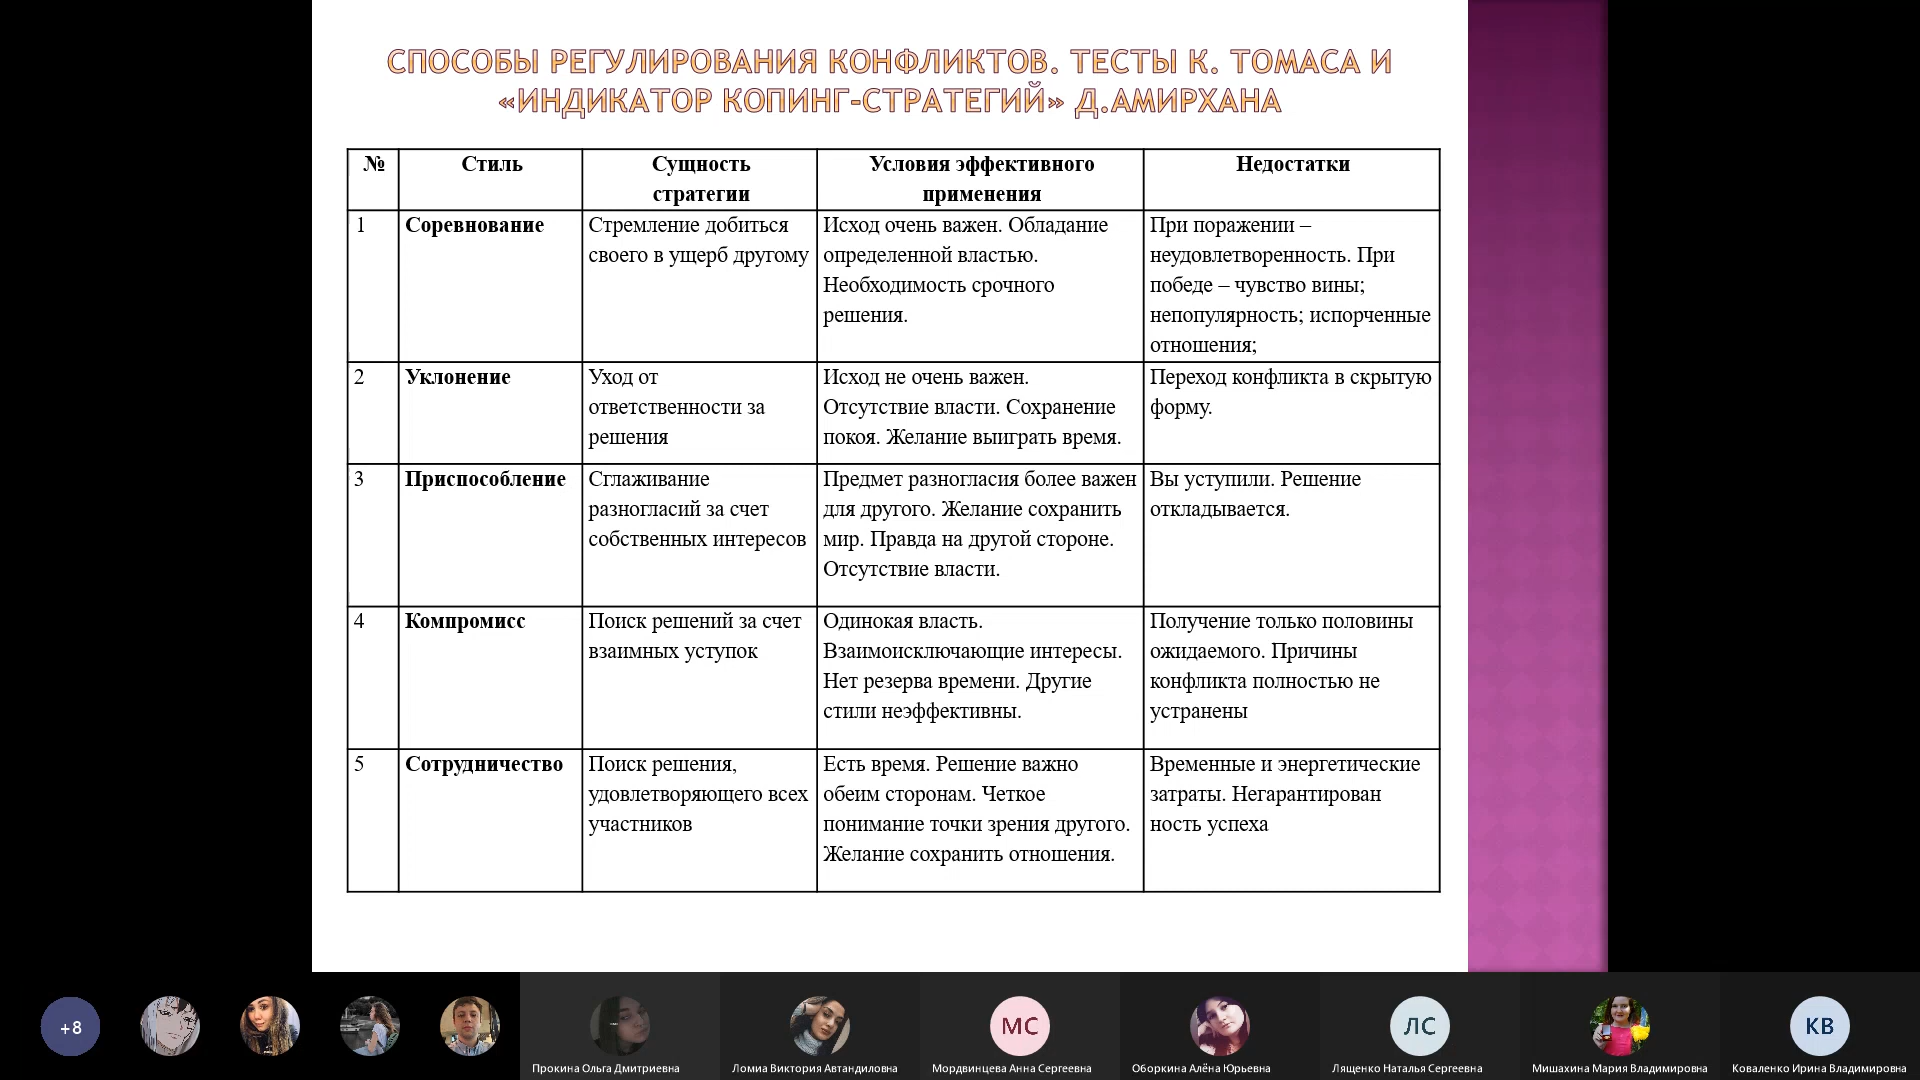 СПОСОБЫ РЕГУЛИРОВАНИЯ КОНФЛИКТОВ. ТЕСТЫ К. ТОМАСА И
«ИНДИКАТОР КОПИНГ-СТРАТЕГИЙ» Д.АМИРХАНА
№
Стиль
Сущность
стратегии
Условия эффективного
применения
Недостатки
1
Соревнование
Стремление добиться
своего в ущерб другому
Исход очень важен. Обладание
определенной властью.
Необходимость срочного
решения.
При поражении –
неудовлетворенность. При
победе – чувство вины;
непопулярность; испорченные
отношения;
2
Уклонение
Уход от
ответственности за
решения
Исход не очень важен.
Отсутствие власти. Сохранение
покоя. Желание выиграть время.
Переход конфликта в скрытую
форму.
3
Приспособление
Сглаживание
разногласий за счет
собственных интересов
Предмет разногласия более важен
для другого. Желание сохранить
мир. Правда на другой стороне.
Отсутствие власти.
Вы уступили. Решение
откладывается.
4
Компромисс
Поиск решений за счет
взаимных уступок
Одинокая власть.
Взаимоисключающие интересы.
Нет резерва времени. Другие
стили неэффективны.
Получение только половины
ожидаемого. Причины
конфликта полностью не
устранены
5
Сотрудничество
Поиск решения,
удовлетворяющего всех
участников
Есть время. Решение важно
обеим сторонам. Четкое
понимание точки зрения другого.
Желание сохранить отношения.
Временные и энергетические
затраты. Негарантирован
ность успеха
+8
МС
ЛС
КВ
Прокина Ольга Дмитриевна
Ломиа Виктория Автандиловна
Мордвинцева Анна Сергеевна
Оборкина Алёна Юрьевна
Лященко Наталья Сергеевна
Мишахина Мария Владимировна
Коваленко Ирина Владимировна